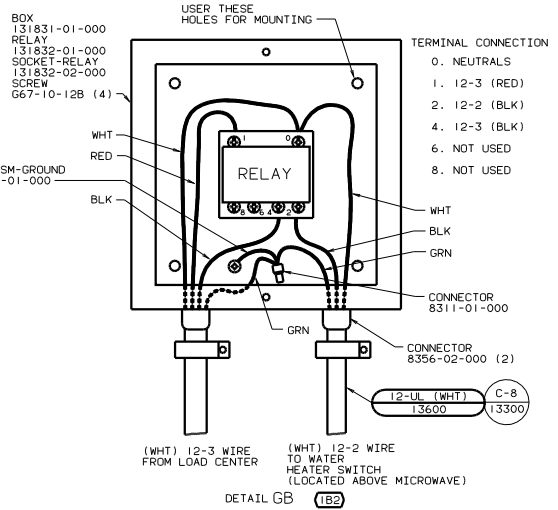 USER THESE
HOLES FOR MOUNTING
BOX
131831-01-000
RELAY
131832-01-000
SOCKET-RELAY
131832-02-000
SCREW
G67-10-12B (4)
TERMINAL CONNECTION
0. NEUTRALS
1. 12-3 (RED)
2. 12-2 (BLK)
4. 12-3 (BLK)
6. NOT USED
8. NOT USED
WHT
RED
SM-GROUND
-01-000
BLK
1 0
RELAY
8 6 4 2
WHT
BLK
GRN
CONNECTOR
8311-01-000
GRN
CONNECTOR
8356-02-000 (2)
12-UL (WHT)
13600
C-8
13300
(WHT) 12-3 WIRE
FROM LOAD CENTER
(WHT) 12-2 WIRE
TO WATER
HEATER SWITCH
(LOCATED ABOVE MICROWAVE)
DETAIL GB 1B2